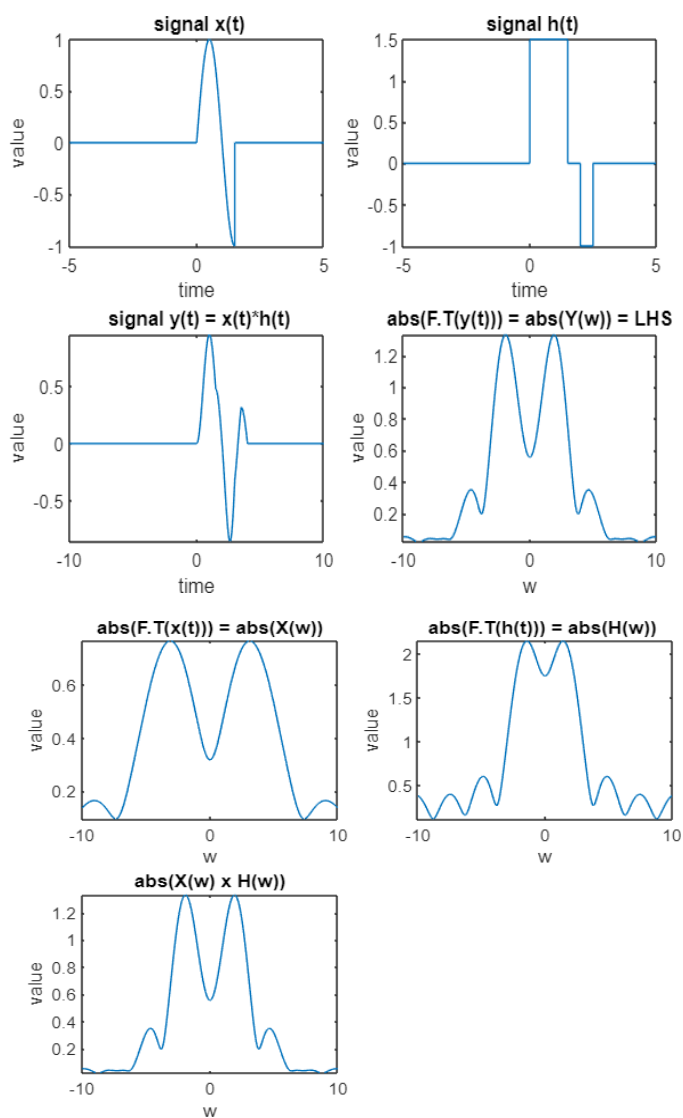 signal x(t)
1
0.5
0
-0.5
-1
value
-5
0
5
time
signal h(t)
1.5
1
0.5
0
-0.5
-1
value
-5
0
5
time
signal y(t) = x(t)*h(t)
0.5
0
-0.5
value
-10
0
10
time
abs(F.T(y(t))) = abs(Y(w)) = LHS
1.2
1
0.8
0.6
0.4
0.2
value
-10
0
10
w
abs(F.T(x(t))) = abs(X(w))
0.6
0.4
0.2
value
-10
0
10
w
abs(F.T(h(t))) = abs(H(w))
2
1.5
1
0.5
value
-10
0
10
w
abs(X(w) x H(w))
1.2
1
0.8
0.6
0.4
0.2
value
-10
0
10
w